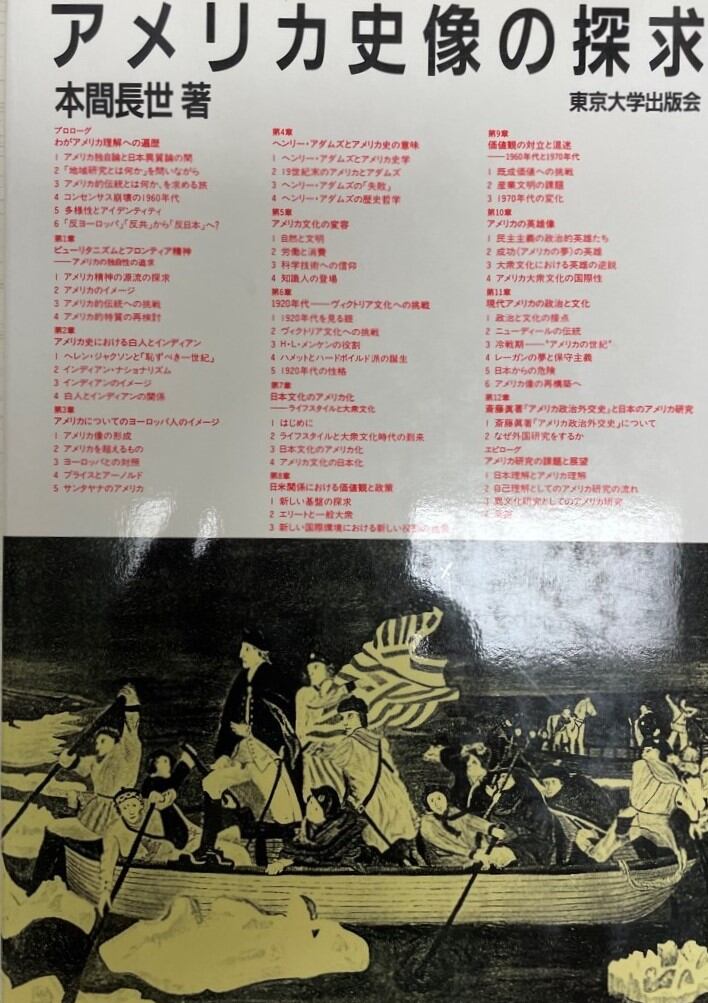 アメリカ史像の探求
本間長世 著
東京大学出版会
プロローグ
わがアメリカ理解への遍歴
1 アメリカ独自論と日本異質論の間
2 「地域研究とは何か」を問いながら
3 アメリカ的伝統とは何か、を求める旅
4 コンセンサス崩壊の1960年代
5 多様性とアイデンティティ
6 「反ヨーロッパ」「反共」から「反日本」へ?
第1章
ピューリタニズムとフロンティア精神
——アメリカの独自性の追求
1 アメリカ精神の源流の探求
2 アメリカのイメージ
3 アメリカ的伝統への挑戦
4 アメリカ的特質の再検討
第2章
アメリカ史における白人とインディアン
1 ヘレン・ジャクソンと「恥ずべき一世紀」
2 インディアン・ナショナリズム
3 インディアンのイメージ
4 白人とインディアンの関係
第3章
アメリカについてのヨーロッパ人のイメージ
1 アメリカ像の形成
2 アメリカを超えるもの
3 ヨーロッパとの対照
4 ブライスとアーノルド
5 サンタヤナのアメリカ
第4章
ヘンリー・アダムズとアメリカ史の意味
1 ヘンリー・アダムズとアメリカ史学
2 19世紀末のアメリカとアダムズ
3 ヘンリー・アダムズの「失敗」
4 ヘンリー・アダムズの歴史哲学
第5章
アメリカ文化の変容
1 自然と文明
2 労働と消費
3 科学技術への信仰
4 知識人の登場
第6章
1920年代——ヴィクトリア文化への挑戦
1 1920年代を見る眼
2 ヴィクトリア文化への挑戦
3 H・L・メンケンの役割
4 ハメットとハードボイルド派の誕生
5 1920年代の性格
第7章
日本文化のアメリカ化
——ライフスタイルと大衆文化
1 はじめに
2 ライフスタイルと大衆文化時代の到来
3 日本文化のアメリカ化
4 アメリカ文化の日本化
第8章
日米関係における価値観と政策
1 新しい基盤の探求
2 エリートと一般大衆
3 新しい国際環境における新しい役割の
第9章
価値観の対立と混迷
——1960年代と1970年代
1 既成価値への挑戦
2 産業文明の課題
3 1970年代の変化
第10章
アメリカの英雄像
1 民主主義の政治的英雄たち
2 成功(アメリカの夢)の英雄
3 大衆文化における英雄の逆説
4 アメリカ大衆文化の国際性
第11章
現代アメリカの政治と文化
1 政治と文化の接点
2 ニューディールの伝統
3 冷戦期——“アメリカの世紀”
4 レーガンの夢と保守主義
5 日本からの危険
6 アメリカ像の再構築へ
第12章
斎藤眞著『アメリカ政治外交史』と日本のアメリカ研究
1 斎藤眞著『アメリカ政治外交史』について
2 なぜ外国研究をするか
エピローグ
アメリカ研究の課題と展望
1 日本理解とアメリカ理解
2 自己理解としてのアメリカ研究の流れ
3 異文化研究としてのアメリカ研究